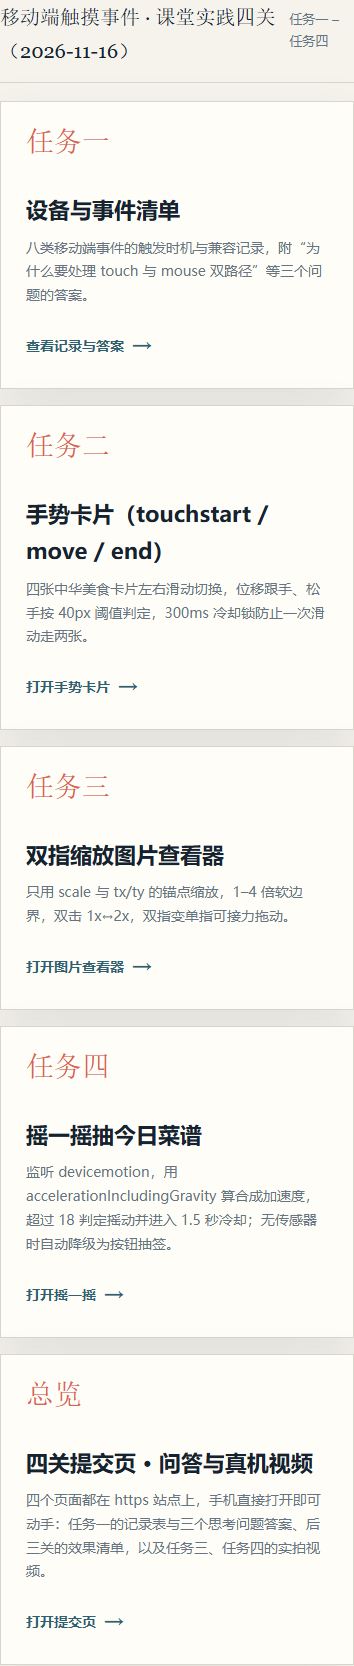 移动端触摸事件 · 课堂实践四关
（2026-11-16）
任务一 –
任务四
任务一
设备与事件清单
八类移动端事件的触发时机与兼容记录，附“为
什么要处理 touch 与 mouse 双路径”等三个问
题的答案。
查看记录与答案 →
任务二
手势卡片（touchstart /
move / end）
四张中华美食卡片左右滑动切换，位移跟手、松
手按 40px 阈值判定，300ms 冷却锁防止一次滑
动走两张。
打开手势卡片 →
任务三
双指缩放图片查看器
只用 scale 与 tx/ty 的锚点缩放，1–4 倍软边
界，双击 1x↔2x，双指变单指可接力拖动。
打开图片查看器 →
任务四
摇一摇抽今日菜谱
监听 devicemotion，用
accelerationIncludingGravity 算合成加速度，
超过 18 判定摇动并进入 1.5 秒冷却；无传感器
时自动降级为按钮抽签。
打开摇一摇 →
总览
四关提交页 · 问答与真机视频
四个页面都在 https 站点上，手机直接打开即可
动手：任务一的记录表与三个思考问题答案、后
三关的效果清单，以及任务三、任务四的实拍视
频。
打开提交页 →